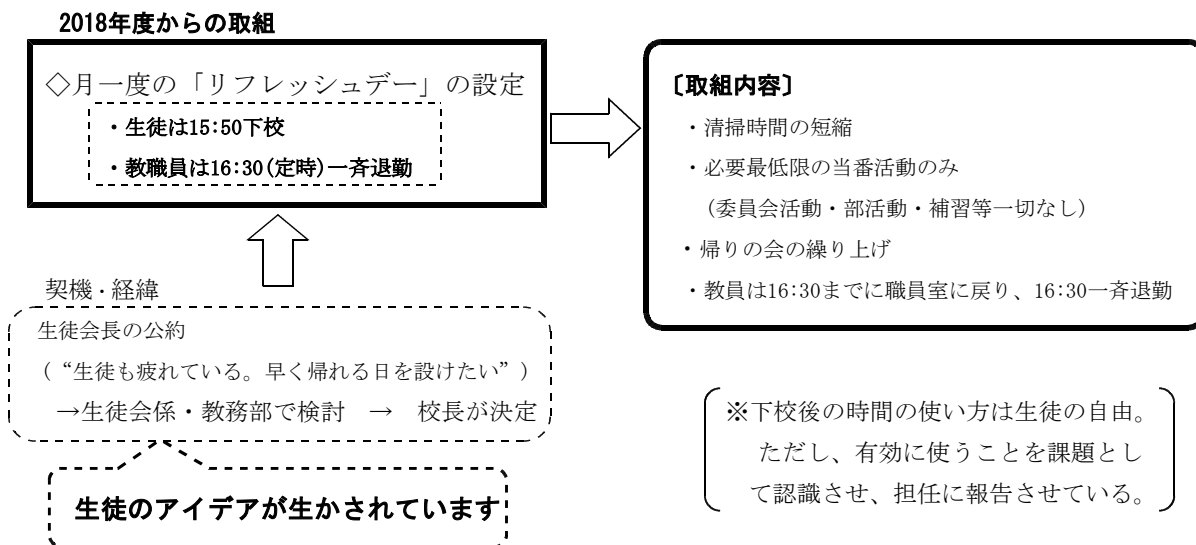 2018年度からの取組
◇月一度の「リフレッシュデー」の設定
・生徒は15:50下校
・教職員は16:30(定時)一斉退勤
契機・経緯
生徒会長の公約
（“生徒も疲れている。早く帰れる日を設けたい”）
→生徒会係・教務部で検討　→　校長が決定
生徒のアイデアが生かされています
〔取組内容〕
・清掃時間の短縮
・必要最低限の当番活動のみ
（委員会活動・部活動・補習等一切なし）
・帰りの会の繰り上げ
・教員は16:30までに職員室に戻り、16:30一斉退勤
※下校後の時間の使い方は生徒の自由。
ただし、有効に使うことを課題とし
て認識させ、担任に報告させている。